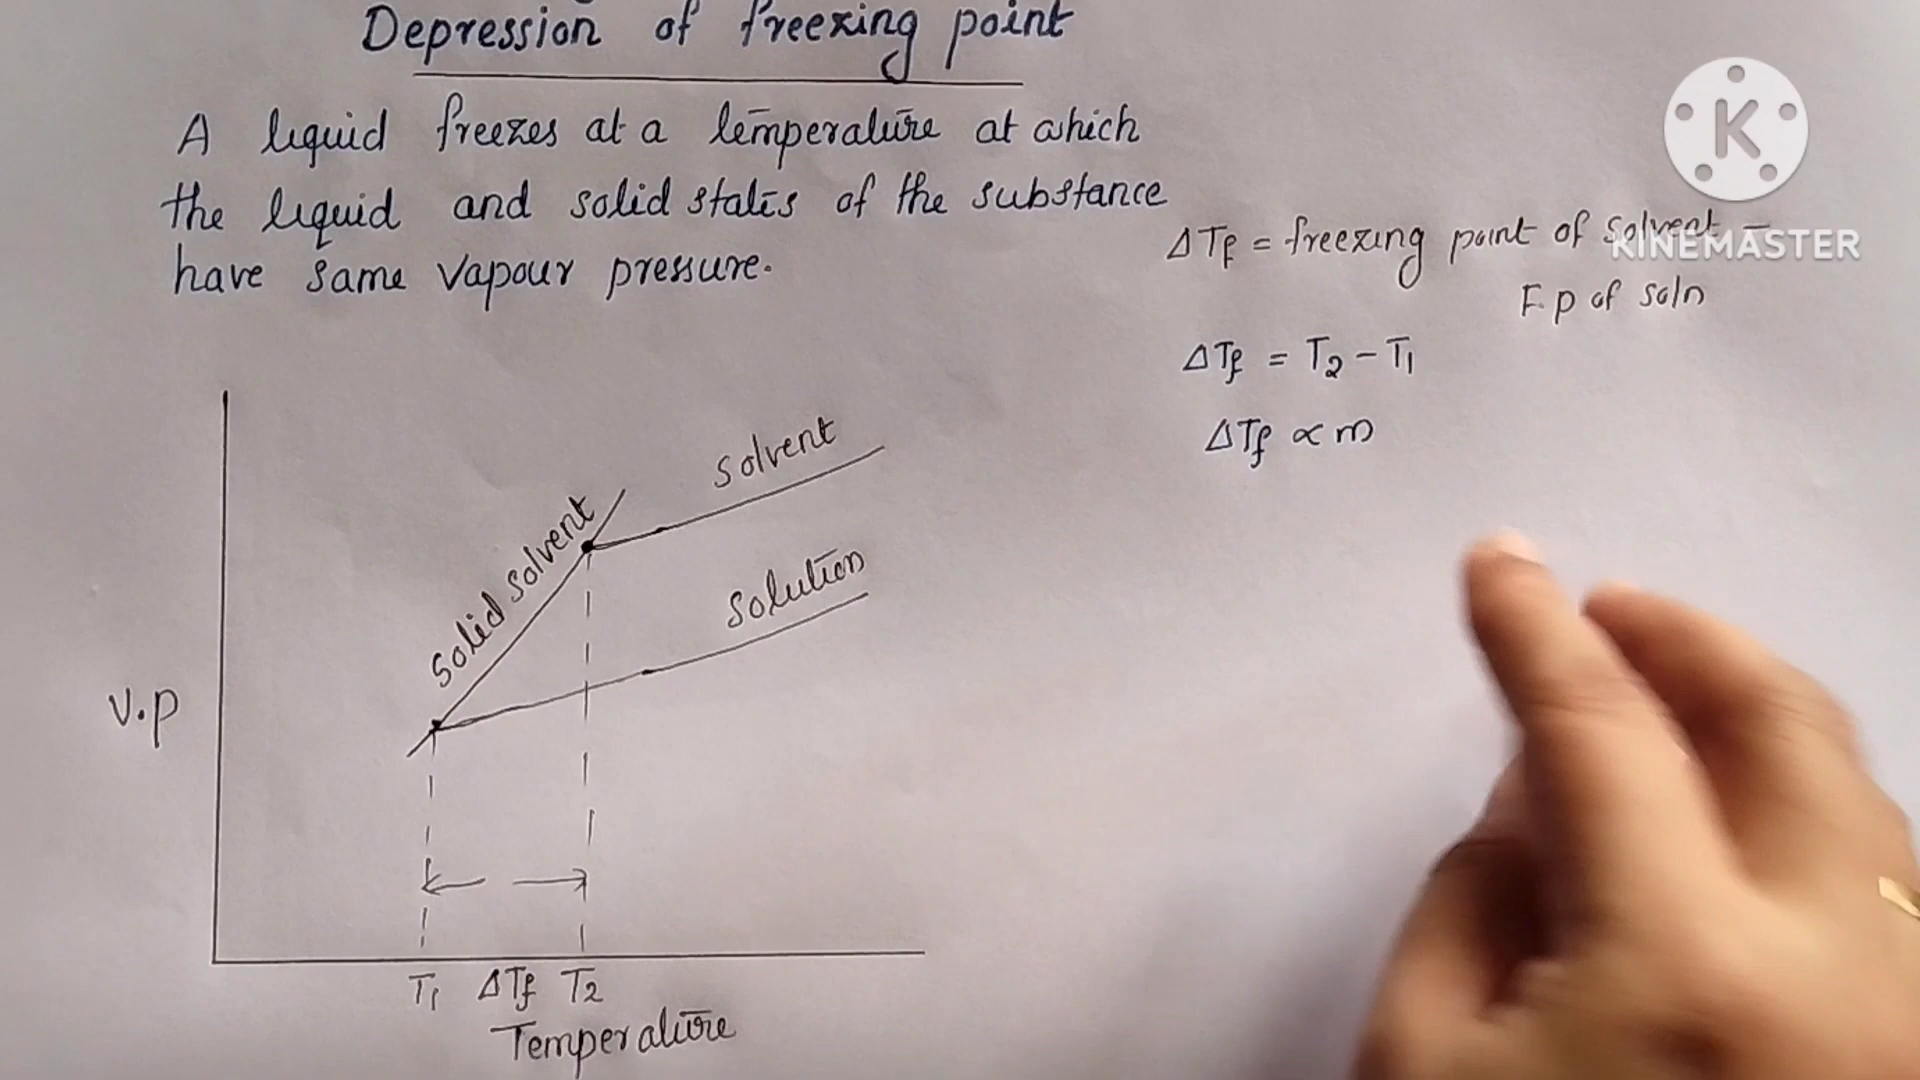 Depression of freezing point
A liquid freezes at a temperature at which
the liquid and solid states of the substance
have same vapour pressure.
K
KINEMASTER
ΔTf = freezing point of solvent –
F.p of soln
ΔTf = T2 – T1
ΔTf ∝ m
solvent
solid solvent
solution
V.p
T1 ΔTf T2
Temperature